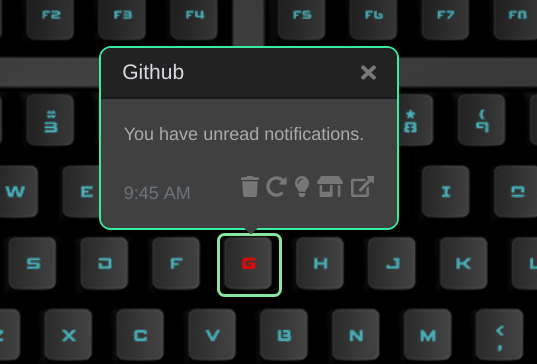 F2 F3 F4 F5 F6 F7 F8
Github
You have unread notifications.
9:45 AM
3 * 8 ( 9
W E I O
S D F G H J K L
Z X C V B N M < ,